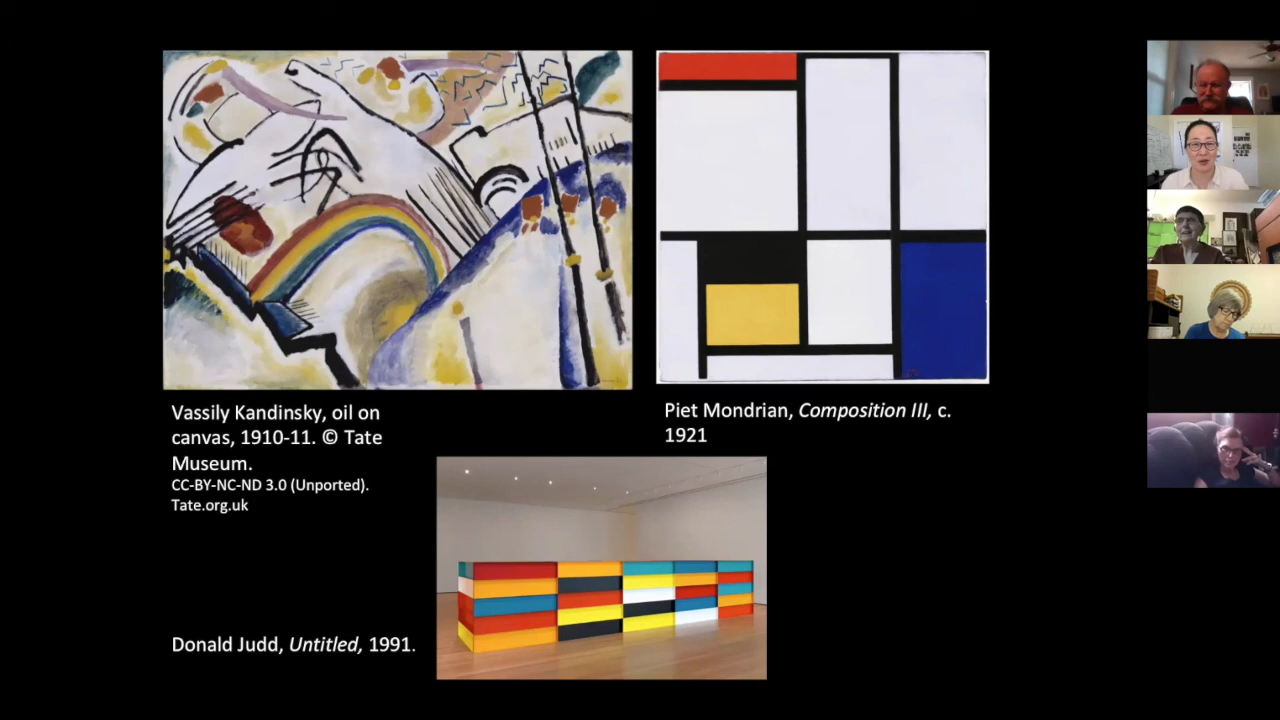 Vassily Kandinsky, oil on
canvas, 1910-11. © Tate
Museum.
CC-BY-NC-ND 3.0 (Unported).
Tate.org.uk
Piet Mondrian, Composition III, c.
1921
Donald Judd, Untitled, 1991.